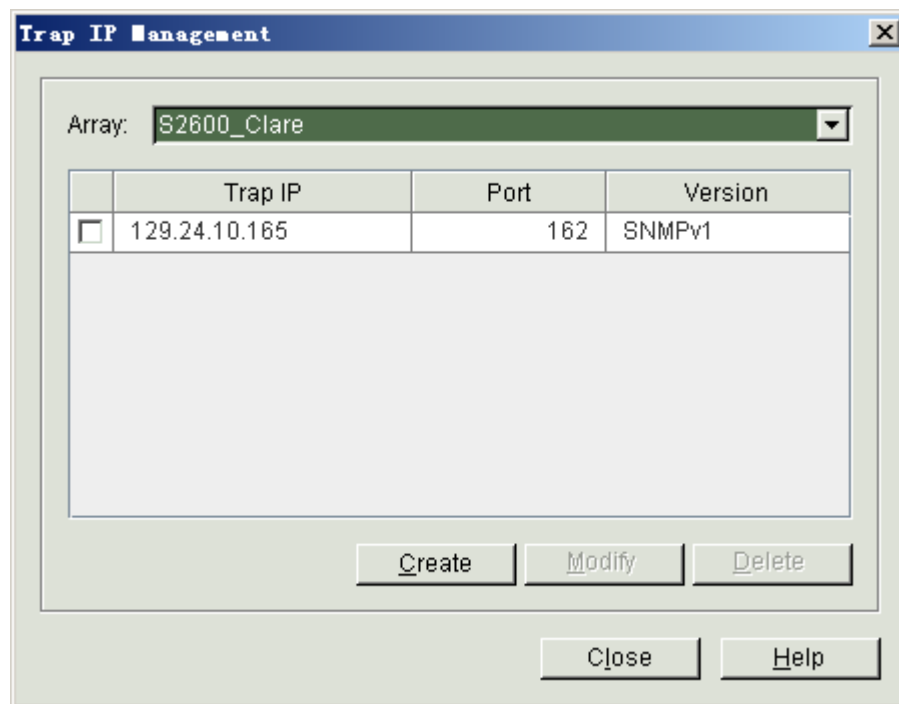 Trap IP Management
Array: S2600_Clare
Trap IP Port Version
129.24.10.165 162 SNMPv1
Create Modify Delete
Close Help